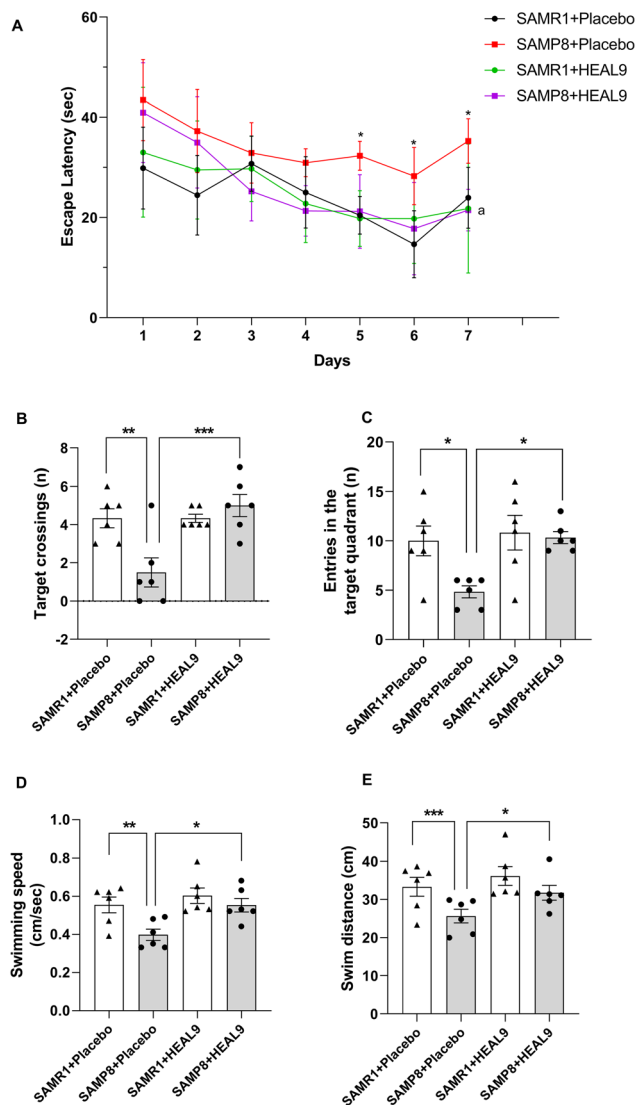 A
SAMR1+Placebo
SAMP8+Placebo
SAMR1+HEAL9
SAMP8+HEAL9
Escape Latency (sec)
60
40
20
0
* * *
a
1 2 3 4 5 6 7
Days
B
Target crossings (n)
** ***
8
6
4
2
0
-2
SAMR1+Placebo
SAMP8+Placebo
SAMR1+HEAL9
SAMP8+HEAL9
C
Entries in the
target quadrant (n)
* *
20
15
10
5
0
SAMR1+Placebo
SAMP8+Placebo
SAMR1+HEAL9
SAMP8+HEAL9
D
Swimming speed
(cm/sec)
** *
1.0
0.8
0.6
0.4
0.2
0.0
SAMR1+Placebo
SAMP8+Placebo
SAMR1+HEAL9
SAMP8+HEAL9
E
Swim distance (cm)
*** *
50
40
30
20
10
0
SAMR1+Placebo
SAMP8+Placebo
SAMR1+HEAL9
SAMP8+HEAL9